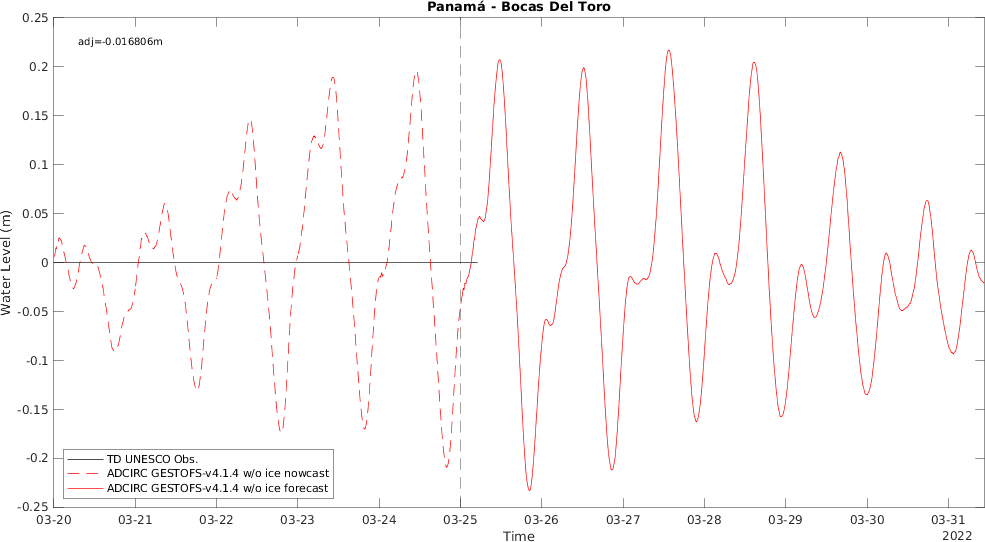 Panamá - Bocas Del Toro
adj=-0.016806m
0.25
0.2
0.15
0.1
0.05
0
-0.05
-0.1
-0.15
-0.2
-0.25
Water Level (m)
TD UNESCO Obs.
ADCIRC GESTOFS-v4.1.4 w/o ice nowcast
ADCIRC GESTOFS-v4.1.4 w/o ice forecast
03-20 03-21 03-22 03-23 03-24 03-25 03-26 03-27 03-28 03-29 03-30 03-31
Time
2022